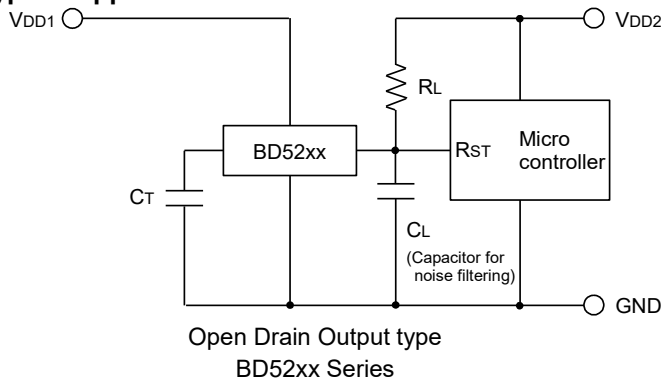 VDD1
VDD2
RL
BD52xx
RST
Micro
controller
CT
CL
(Capacitor for
noise filtering)
GND
Open Drain Output type
BD52xx Series